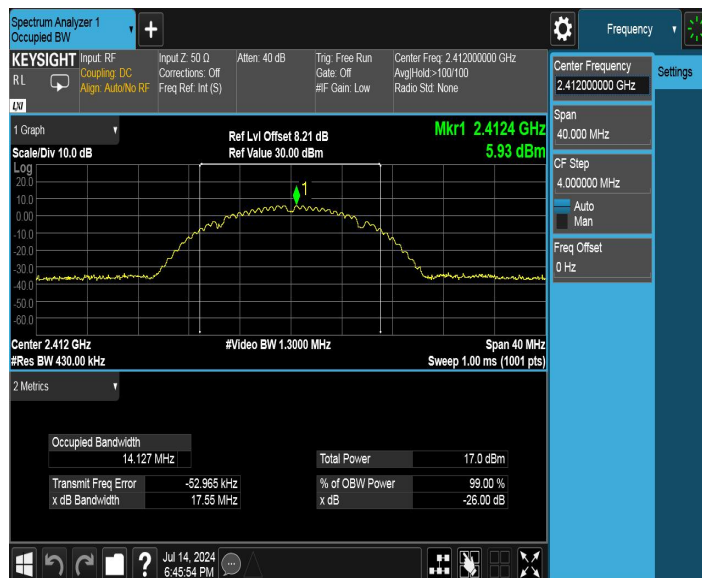 Spectrum Analyzer 1
Occupied BW
+
Frequency
KEYSIGHT
RL
LXI
Input: RF
Coupling: DC
Align: Auto/No RF
Input Z: 50 Ω
Corrections: Off
Freq Ref: Int (S)
Atten: 40 dB
Trig: Free Run
Gate: Off
#IF Gain: Low
Center Freq: 2.412000000 GHz
Avg|Hold:>100/100
Radio Std: None
Center Frequency
2.412000000 GHz
Settings
Span
40.000 MHz
CF Step
4.000000 MHz
Auto
Man
Freq Offset
0 Hz
1 Graph
Scale/Div 10.0 dB
Ref Lvl Offset 8.21 dB
Ref Value 30.00 dBm
Mkr1 2.4124 GHz
5.93 dBm
Log
20.0
10.0
0.00
-10.0
-20.0
-30.0
-40.0
-50.0
-60.0
1
Center 2.412 GHz
#Video BW 1.3000 MHz
Span 40 MHz
#Res BW 430.00 kHz
Sweep 1.00 ms (1001 pts)
2 Metrics
Occupied Bandwidth
14.127 MHz
Total Power 17.0 dBm
Transmit Freq Error -52.965 kHz
% of OBW Power 99.00 %
x dB Bandwidth 17.55 MHz
x dB -26.00 dB
?
Jul 14, 2024
6:45:54 PM